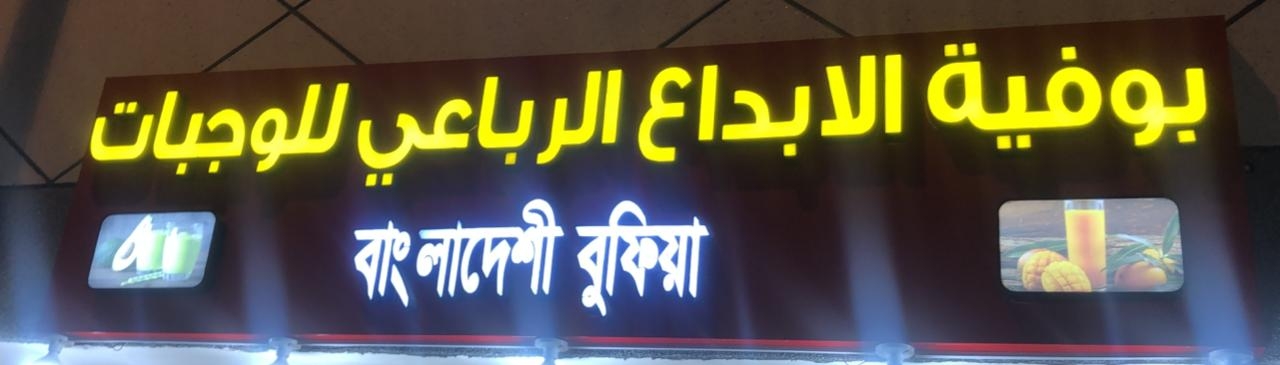 بوفية الابداع الرباعي للوجبات
বাংলাদেশী বুফিয়া